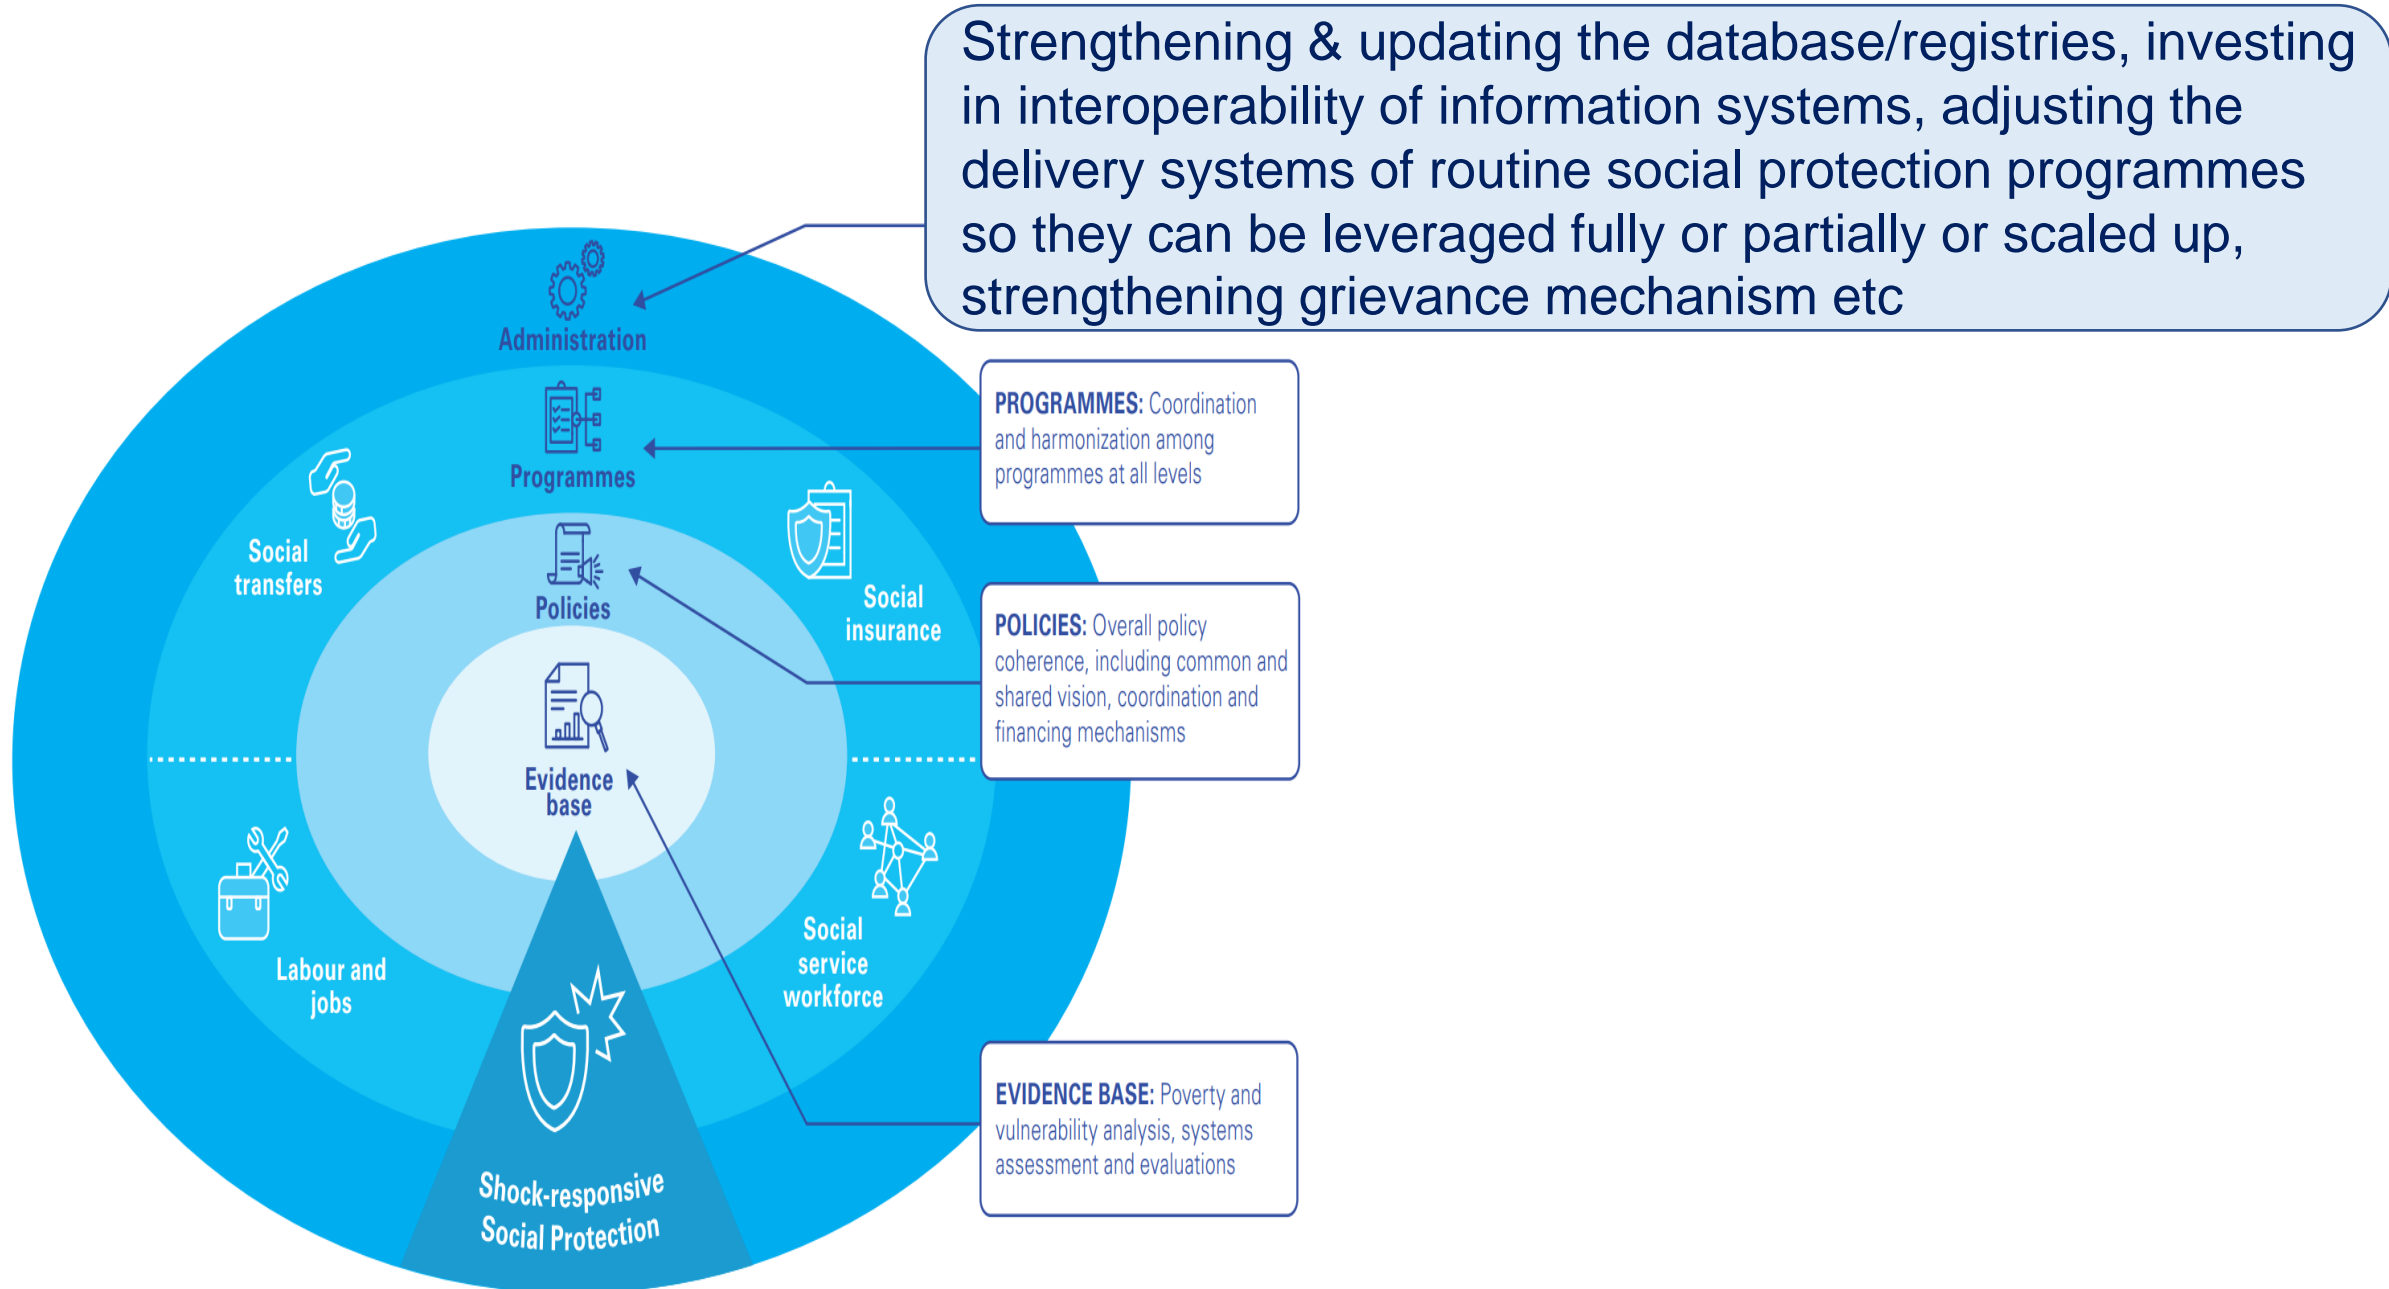 Strengthening & updating the database/registries, investing
in interoperability of information systems, adjusting the
delivery systems of routine social protection programmes
so they can be leveraged fully or partially or scaled up,
strengthening grievance mechanism etc
Administration
Programmes
PROGRAMMES: Coordination
and harmonization among
programmes at all levels
Social
transfers
Policies
Social
insurance
POLICIES: Overall policy
coherence, including common and
shared vision, coordination and
financing mechanisms
Evidence
base
Labour and
jobs
Social
service
workforce
EVIDENCE BASE: Poverty and
vulnerability analysis, systems
assessment and evaluations
Shock-responsive
Social Protection